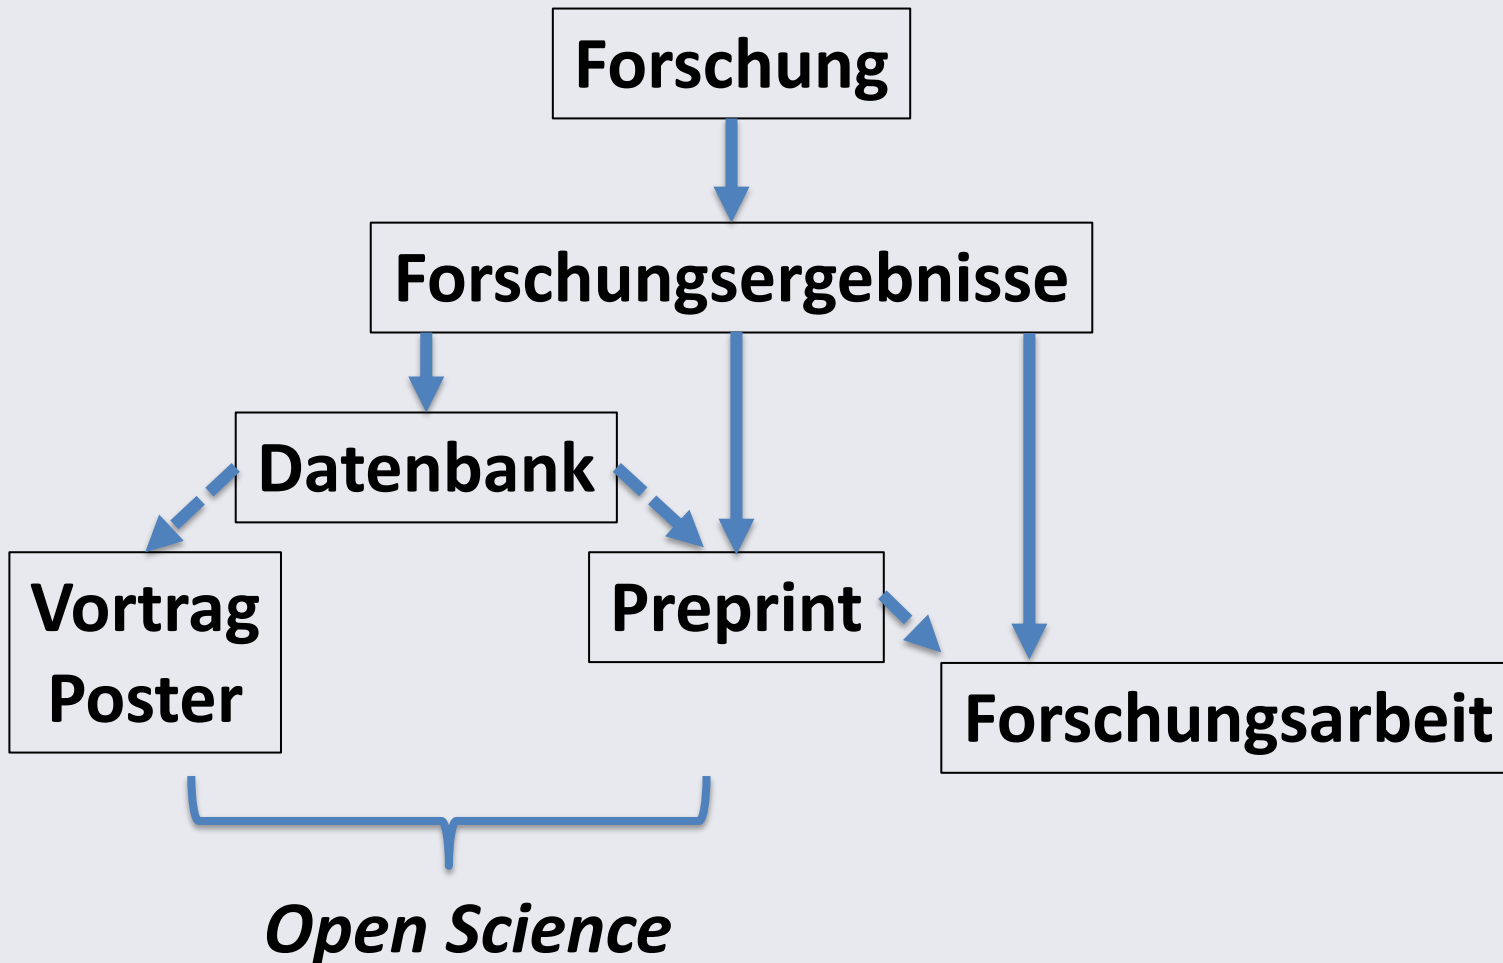 Forschung
Forschungsergebnisse
Datenbank
Vortrag
Poster
Preprint
Forschungsarbeit
Open Science